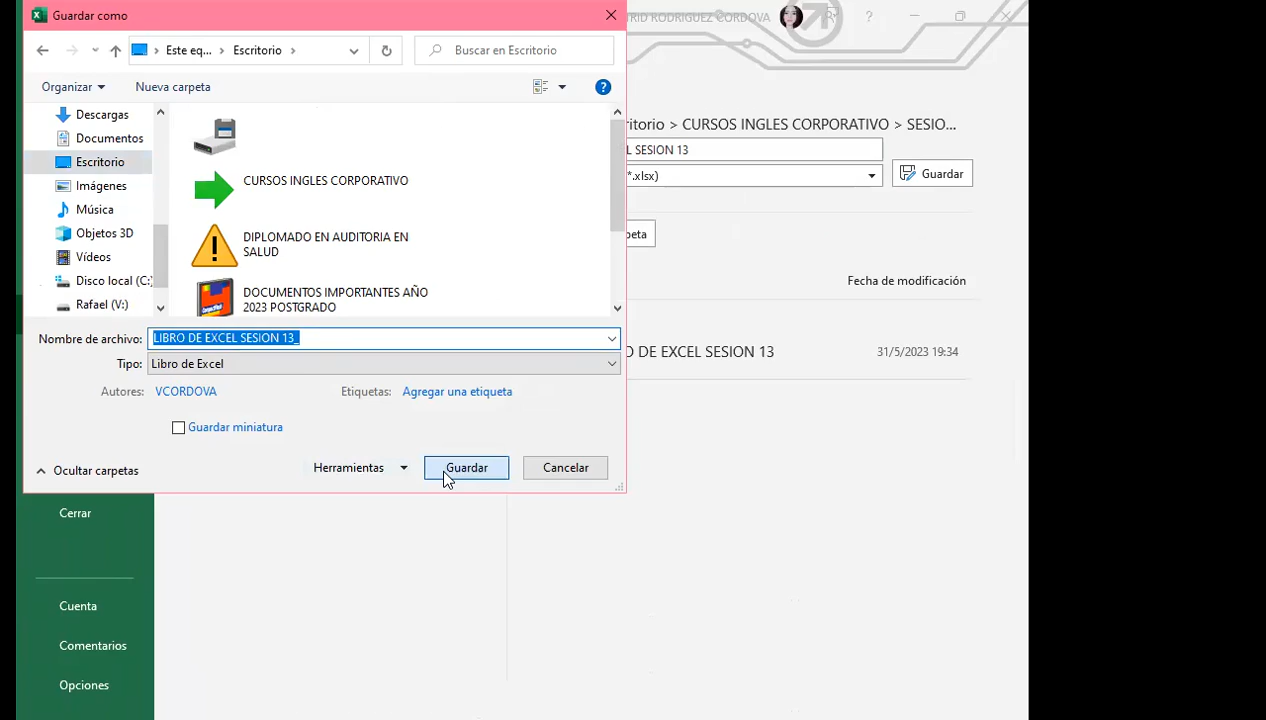 Guardar como
TRID RODRIGUEZ CORDOVA
?
Este eq... > Escritorio >
Buscar en Escritorio
Organizar
Nueva carpeta
?
Descargas
Documentos
Escritorio
Imágenes
Música
Objetos 3D
Vídeos
Disco local (C:)
Rafael (V:)
CURSOS INGLES CORPORATIVO
DIPLOMADO EN AUDITORIA EN
SALUD
DOCUMENTOS IMPORTANTES AÑO
2023 POSTGRADO
Nombre de archivo: LIBRO DE EXCEL SESION 13_
Tipo: Libro de Excel
Autores: VCORDOVA
Etiquetas: Agregar una etiqueta
Guardar miniatura
Ocultar carpetas
Herramientas
Guardar
Cancelar
ritorio > CURSOS INGLES CORPORATIVO > SESIO...
L SESION 13
*.xlsx)
Guardar
peta
Fecha de modificación
O DE EXCEL SESION 13
31/5/2023 19:34
Cerrar
Cuenta
Comentarios
Opciones